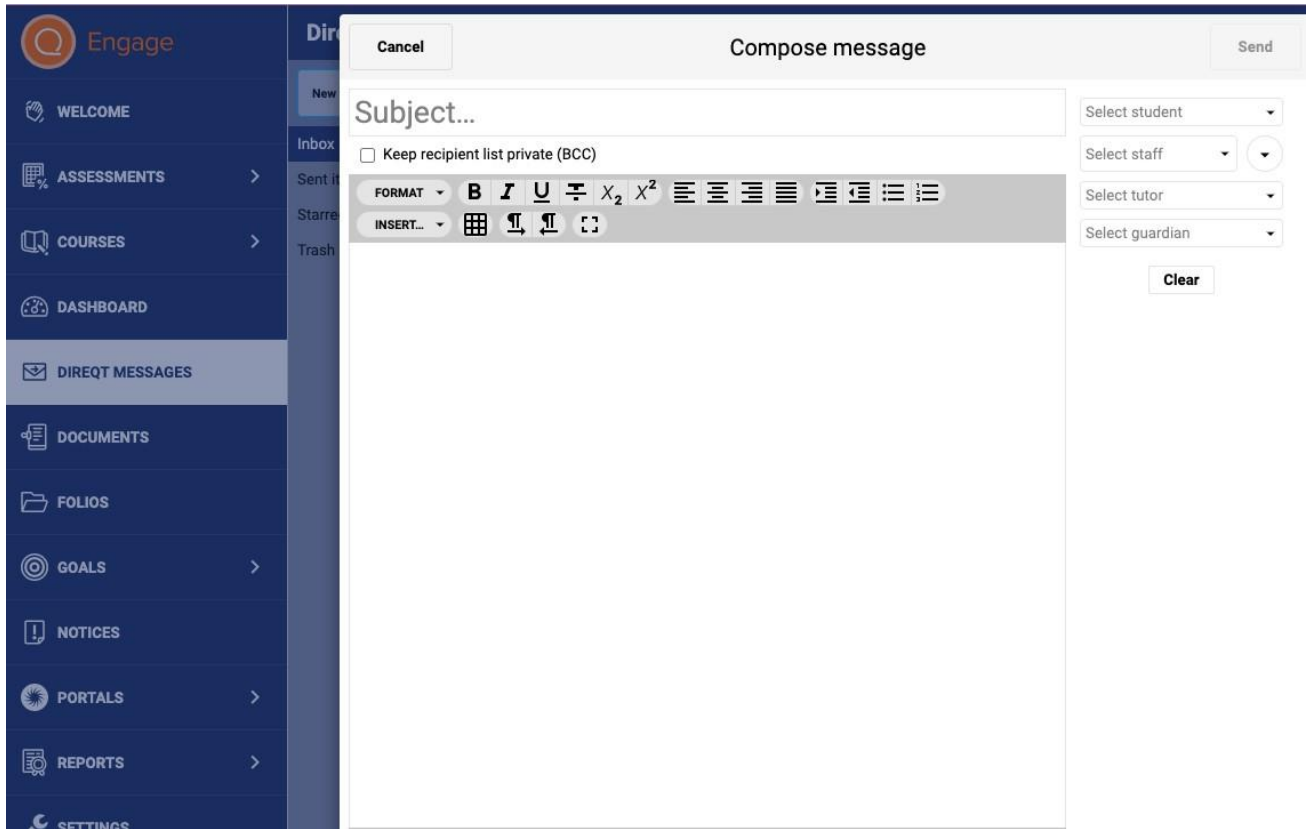 Engage
WELCOME
ASSESSMENTS
COURSES
DASHBOARD
DIREQT MESSAGES
DOCUMENTS
FOLIOS
GOALS
NOTICES
PORTALS
REPORTS
SETTINGS
New
Inbox
Trash
Cancel
Compose message
Send
Subject...
Keep recipient list private (BCC)
FORMAT B I U T X₂ X²
INSERT...
Select student
Select staff
Select tutor
Select guardian
Clear